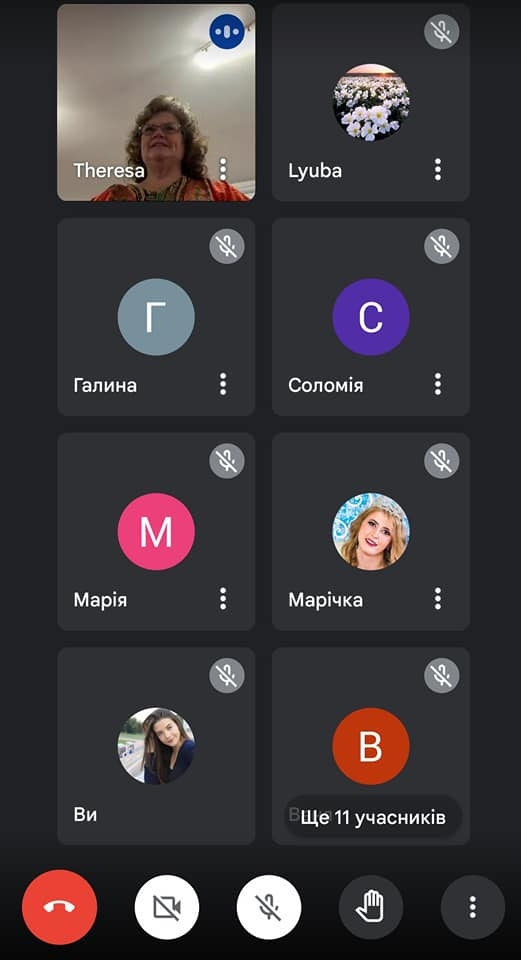 Theresa
Lyuba
Г
Галина
С
Соломія
М
Марія
Марічка
Ви
В
Ще 11 учасників